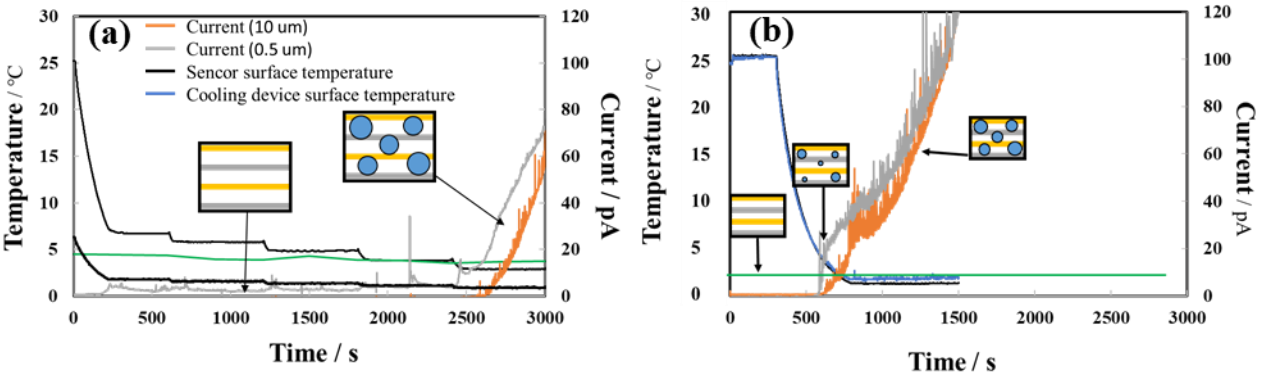 (a)
Current (10 um)
Current (0.5 um)
Sencor surface temperature
Cooling device surface temperature
30
25
20
15
10
5
0
Temperature / °C
120
100
80
60
40
20
0
Current / pA
0 500 1000 1500 2000 2500 3000
Time / s
(b)
30
25
20
15
10
5
0
Temperature / °C
120
100
80
60
40
20
0
Current / pA
0 500 1000 1500 2000 2500 3000
Time / s